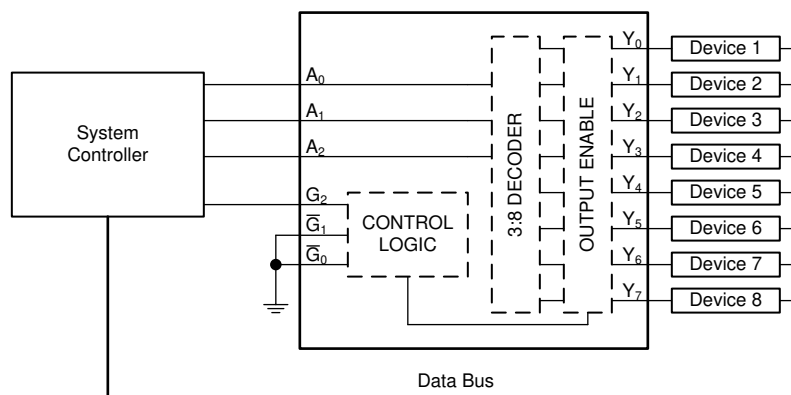 System
Controller
A0
A1
A2
G2
G̅1
G̅0
CONTROL
LOGIC
3:8 DECODER
OUTPUT ENABLE
Y0
Y1
Y2
Y3
Y4
Y5
Y6
Y7
Device 1
Device 2
Device 3
Device 4
Device 5
Device 6
Device 7
Device 8
Data Bus